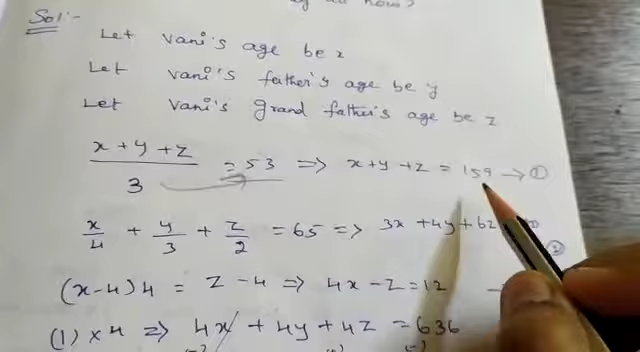 Sol:-
Let Vani's age be x
Let Vani's father's age be y
Let Vani's grand father's age be z
x+y+z/3 = 53 => x+y+z = 159 → ①
x/4 + y/3 + z/2 = 65 => 3x+4y+6z
②
(x-4)4 = z-4 => 4x-z=12
(1)×4 => 4x + 4y + 4z = 636